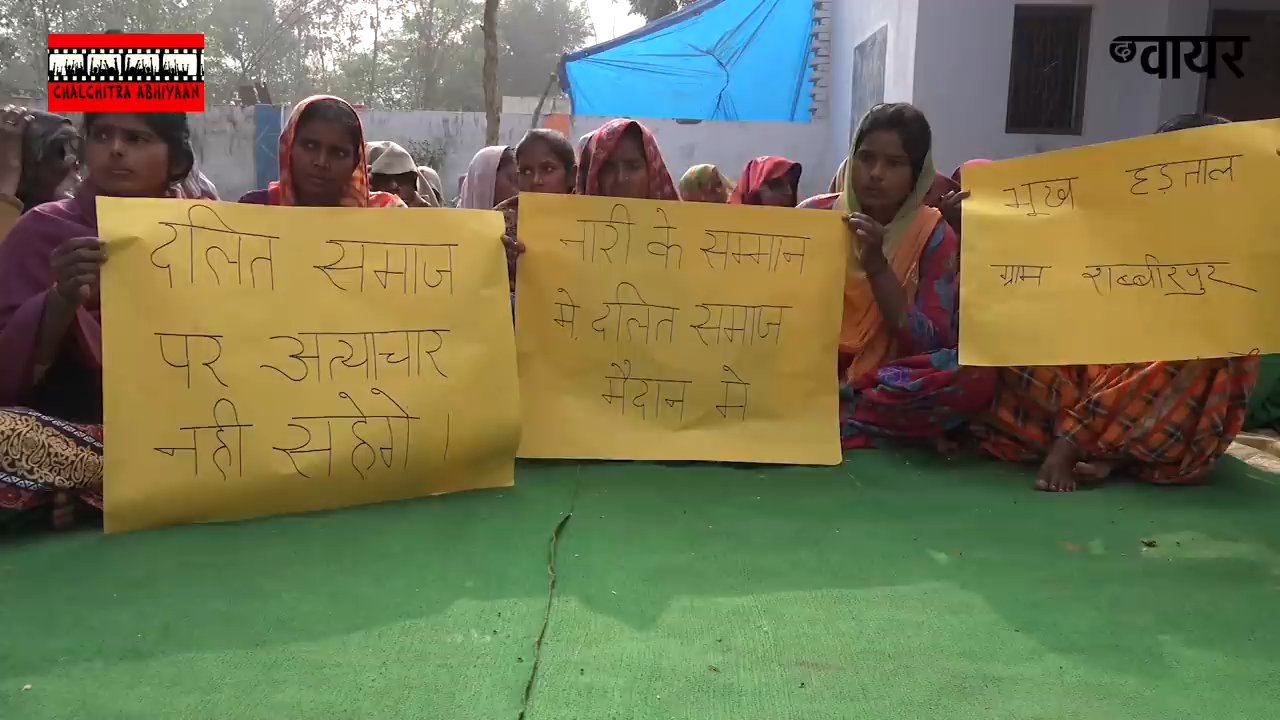 CHALCHITRA ABHIYAAN
द वायर
दलित समाज
पर अत्याचार
नही सहेगे ।
नारी के सम्मान
मे दलित समाज
मैदान मे
भुख हड़ताल
ग्राम शब्बीरपुर